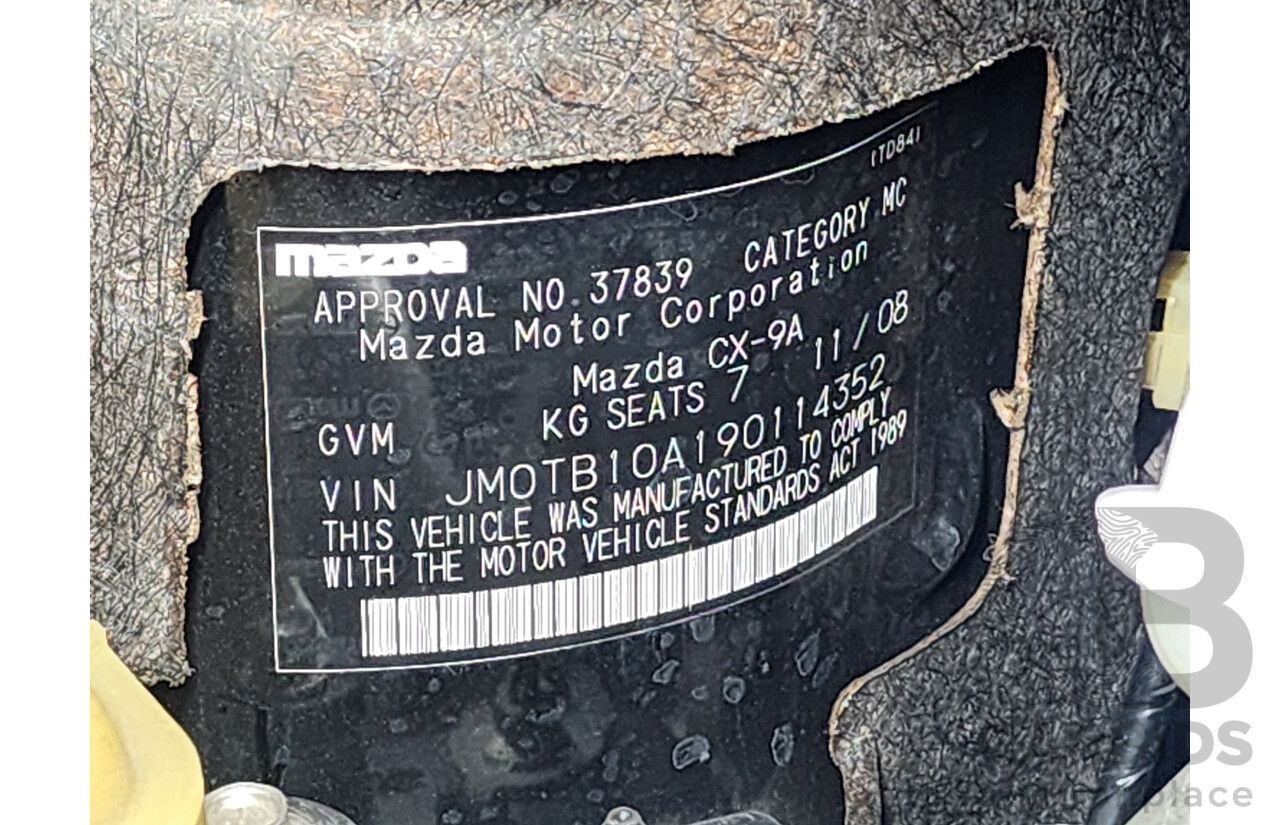 (TD84)
mazda
APPROVAL NO. 37839 CATEGORY MC
Mazda Motor Corporation
Mazda CX-9A
GVM KG SEATS 7 11/08
VIN JM0TB10A190114352
THIS VEHICLE WAS MANUFACTURED TO COMPLY
WITH THE MOTOR VEHICLE STANDARDS ACT 1989